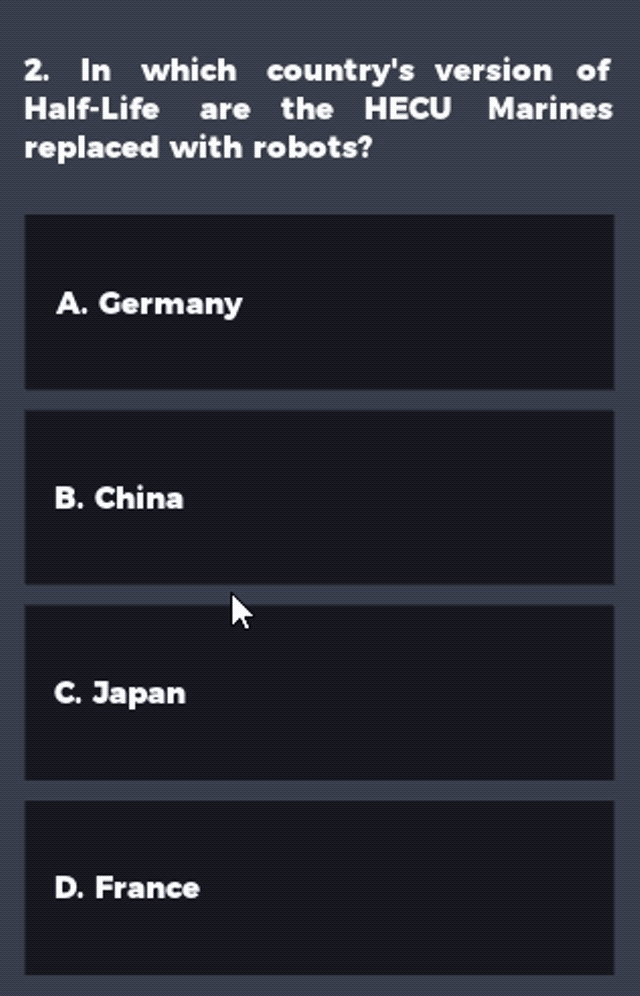 2. In which country's version of
Half-Life are the HECU Marines
replaced with robots?
A. Germany
B. China
C. Japan
D. France